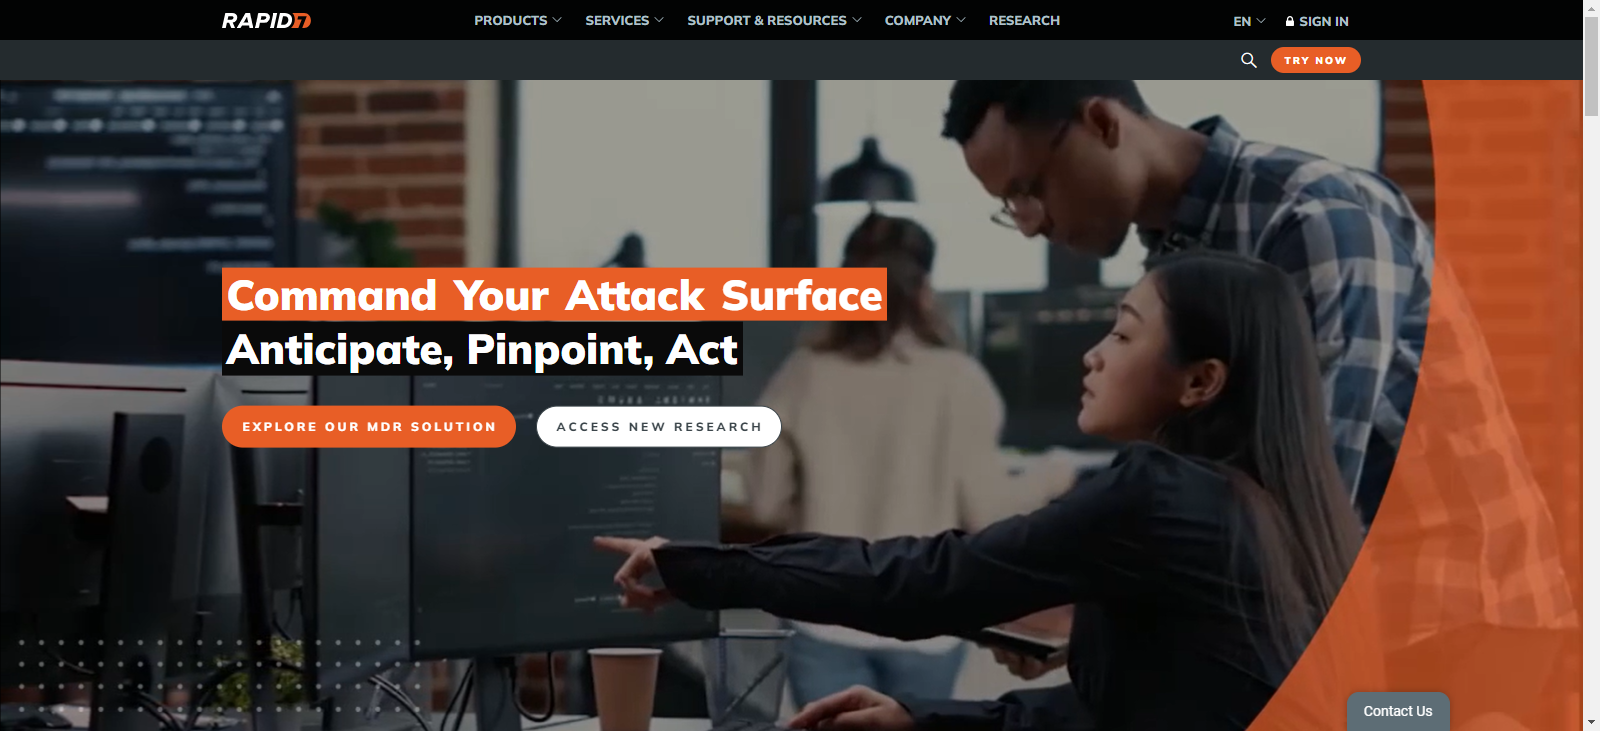 RAPID7
PRODUCTS
SERVICES
SUPPORT & RESOURCES
COMPANY
RESEARCH
EN
SIGN IN
TRY NOW
Command Your Attack Surface
Anticipate, Pinpoint, Act
EXPLORE OUR MDR SOLUTION
ACCESS NEW RESEARCH
Contact Us